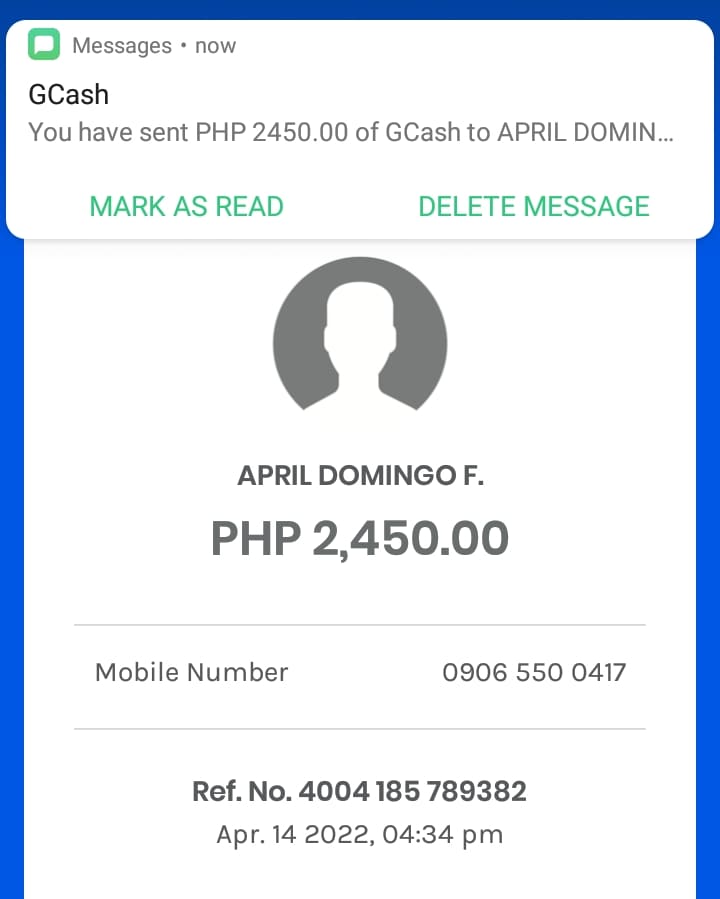 Messages • now
GCash
You have sent PHP 2450.00 of GCash to APRIL DOMIN...
MARK AS READ DELETE MESSAGE
APRIL DOMINGO F.
PHP 2,450.00
Mobile Number 0906 550 0417
Ref. No. 4004 185 789382
Apr. 14 2022, 04:34 pm